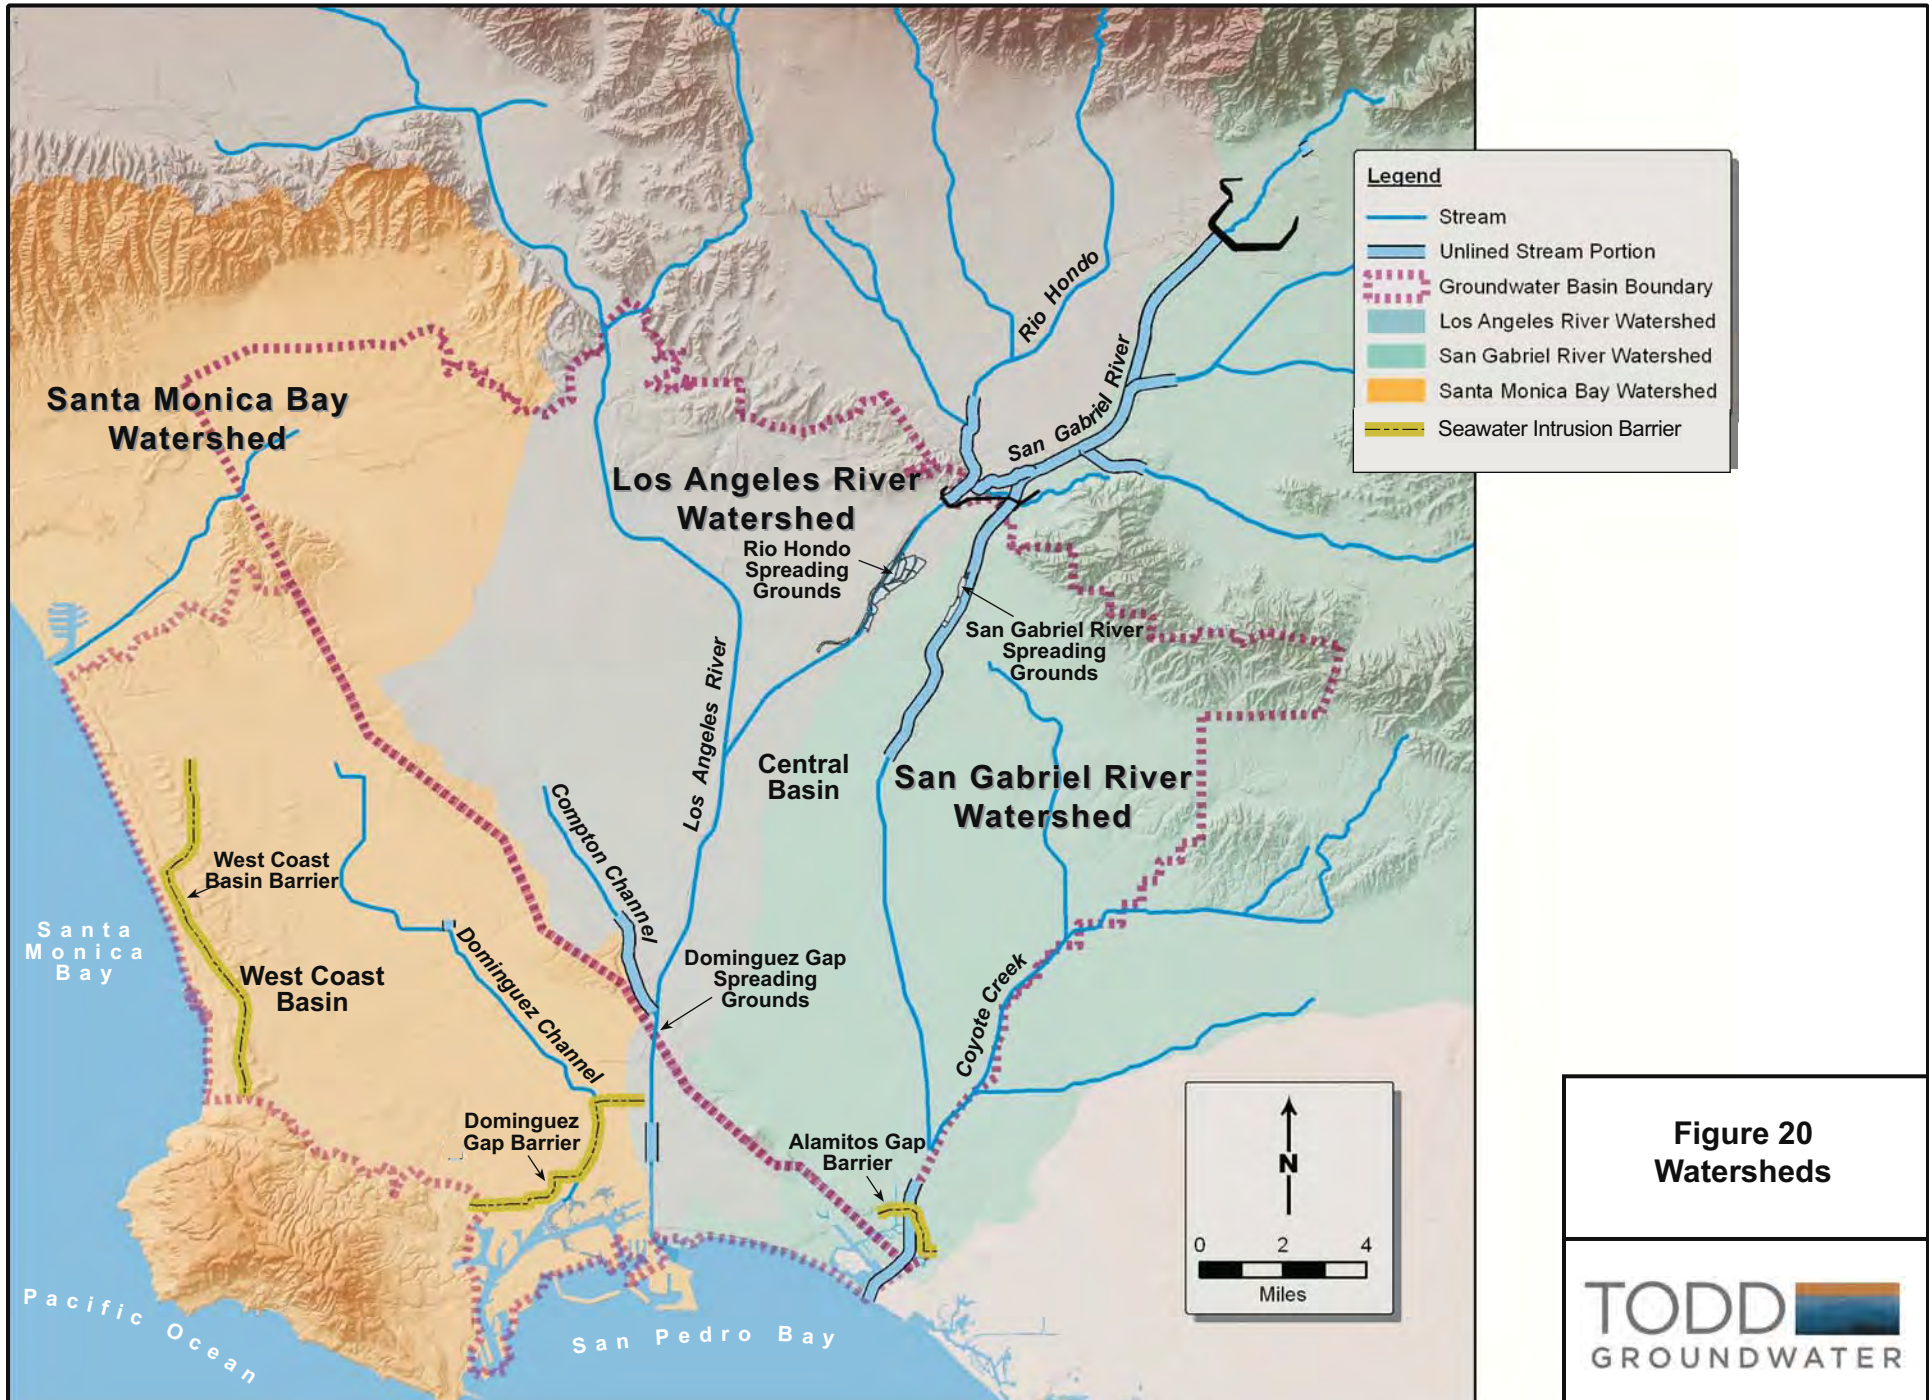 Legend
Stream
Unlined Stream Portion
Groundwater Basin Boundary
Los Angeles River Watershed
San Gabriel River Watershed
Santa Monica Bay Watershed
Seawater Intrusion Barrier
Rio Hondo
San Gabriel River
Santa Monica Bay
Watershed
Los Angeles River
Watershed
Rio Hondo
Spreading
Grounds
San Gabriel River
Spreading
Grounds
Los Angeles River
Central
Basin
San Gabriel River
Watershed
Compton Channel
West Coast
Basin Barrier
Santa
Monica
Bay
West Coast
Basin
Dominguez Channel
Dominguez Gap
Spreading
Grounds
Coyote Creek
Dominguez
Gap Barrier
Alamitos Gap
Barrier
N
0 2 4
Miles
Pacific Ocean
San Pedro Bay
Figure 20
Watersheds
TODD
GROUNDWATER